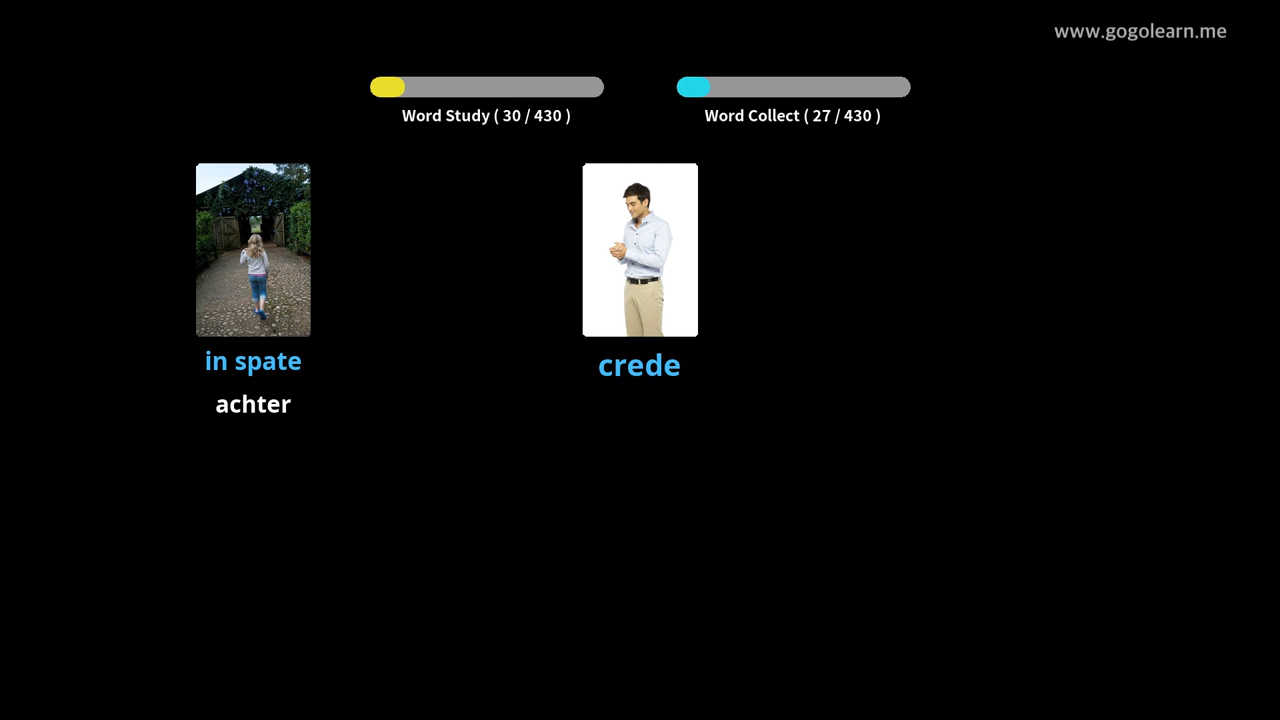 www.gogolearn.me
Word Study ( 30 / 430 )
Word Collect ( 27 / 430 )
in spate
achter
crede